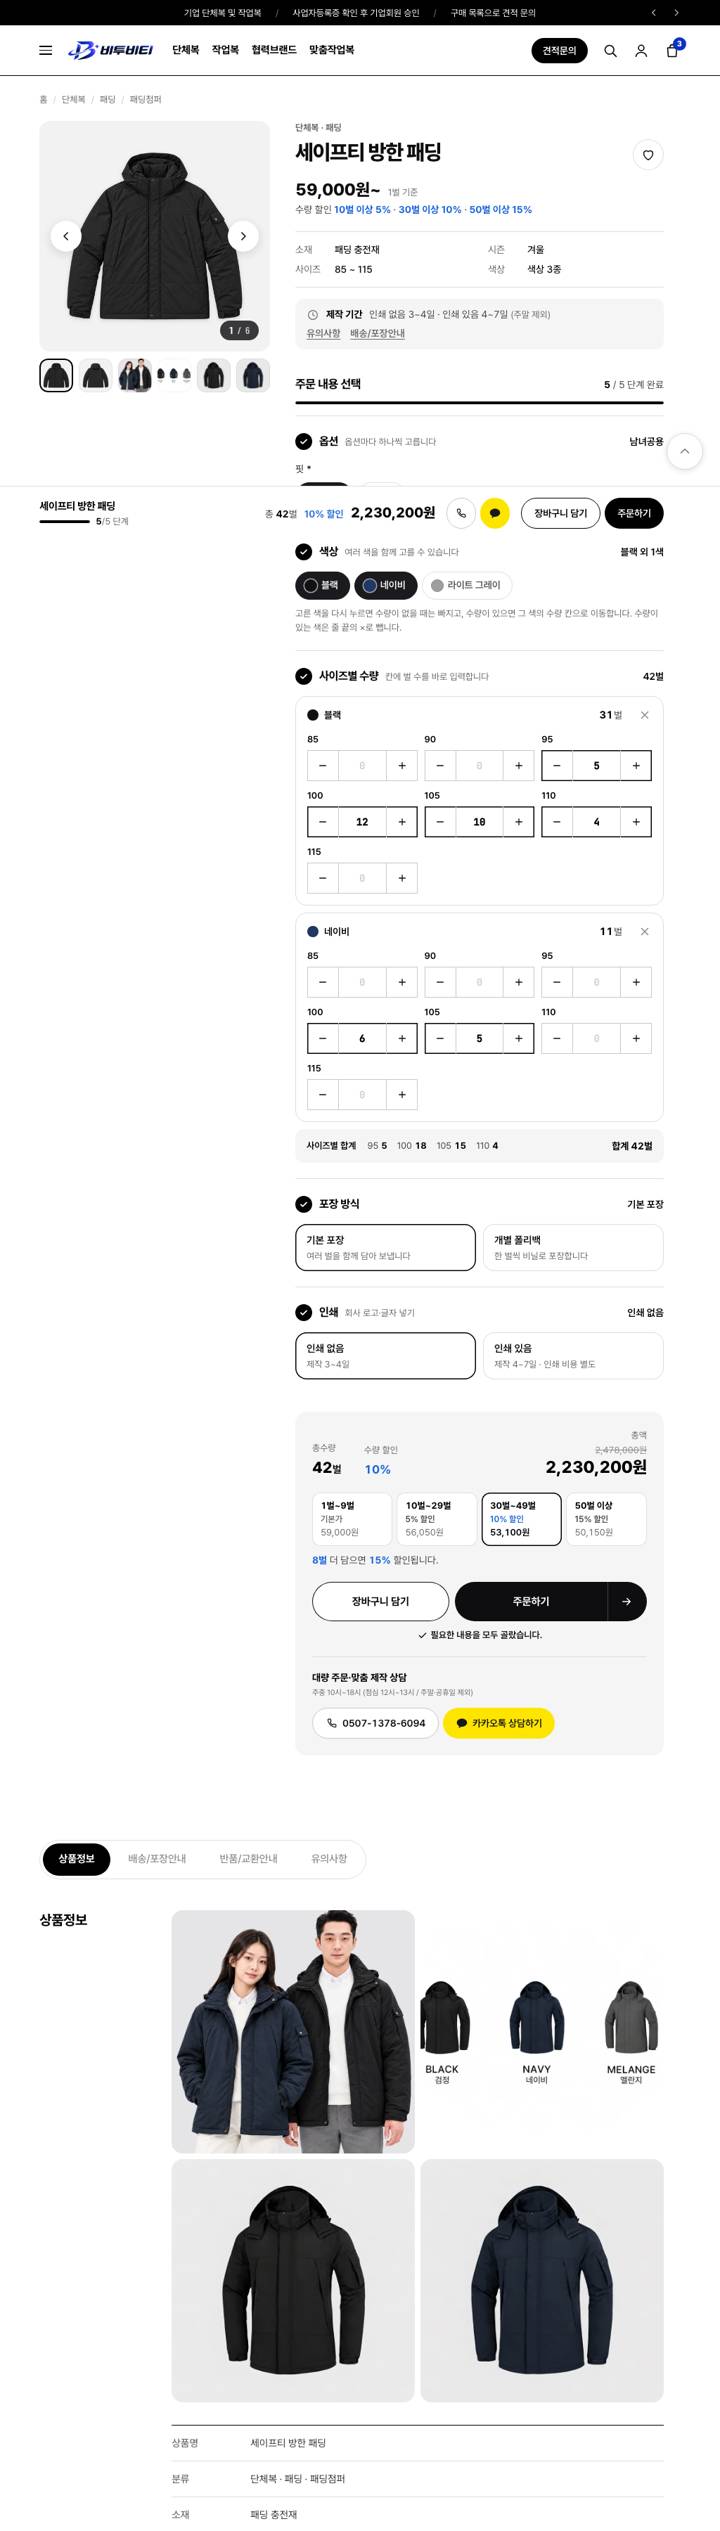 기업 단체복 및 작업복 / 사업자등록증 확인 후 기업회원 승인 / 구매 목록으로 견적 문의
비투비티 단체복 작업복 협력브랜드 맞춤작업복 견적문의 3
홈 / 단체복 / 패딩 / 패딩점퍼
단체복 · 패딩
세이프티 방한 패딩
59,000원~ 1벌 기준
수량 할인 10벌 이상 5% · 30벌 이상 10% · 50벌 이상 15%
소재 패딩 충전재 시즌 겨울
사이즈 85 ~ 115 색상 색상 3종
1 / 6
제작 기간 인쇄 없음 3~4일 · 인쇄 있음 4~7일 (주말 제외)
유의사항 배송/포장안내
주문 내용 선택 5 / 5 단계 완료
옵션 옵션마다 하나씩 고릅니다 남녀공용
핏 *
세이프티 방한 패딩
5/5 단계
총 42벌 10% 할인 2,230,200원 장바구니 담기 주문하기
색상 여러 색을 함께 고를 수 있습니다 블랙 외 1색
블랙 네이비 라이트 그레이
고른 색을 다시 누르면 수량이 없을 때는 빠지고, 수량이 있으면 그 색의 수량 칸으로 이동합니다. 수량이
있는 색은 줄 끝의 ×로 뺍니다.
사이즈별 수량 칸에 벌 수를 바로 입력합니다 42벌
블랙 31벌 ×
85 90 95
− 0 + − 0 + − 5 +
100 105 110
− 12 + − 10 + − 4 +
115
− 0 +
네이비 11벌 ×
85 90 95
− 0 + − 0 + − 0 +
100 105 110
− 6 + − 5 + − 0 +
115
− 0 +
사이즈별 합계 95 5 100 18 105 15 110 4 합계 42벌
포장 방식 기본 포장
기본 포장 개별 폴리백
여러 벌을 함께 담아 보냅니다 한 벌씩 비닐로 포장합니다
인쇄 회사 로고·글자 넣기 인쇄 없음
인쇄 없음 인쇄 있음
제작 3~4일 제작 4~7일 · 인쇄 비용 별도
총수량 수량 할인 총액
2,478,000원
42벌 10% 2,230,200원
1벌~9벌 10벌~29벌 30벌~49벌 50벌 이상
기본가 5% 할인 10% 할인 15% 할인
59,000원 56,050원 53,100원 50,150원
8벌 더 담으면 15% 할인됩니다.
장바구니 담기 주문하기 →
필요한 내용을 모두 골랐습니다.
대량 주문·맞춤 제작 상담
주중 10시~18시 (점심 12시~13시 / 주말·공휴일 제외)
0507-1378-6094 카카오톡 상담하기
상품정보 배송/포장안내 반품/교환안내 유의사항
상품정보
BLACK NAVY MELANGE
검정 네이비 멜란지
상품명 세이프티 방한 패딩
분류 단체복 · 패딩 · 패딩점퍼
소재 패딩 충전재